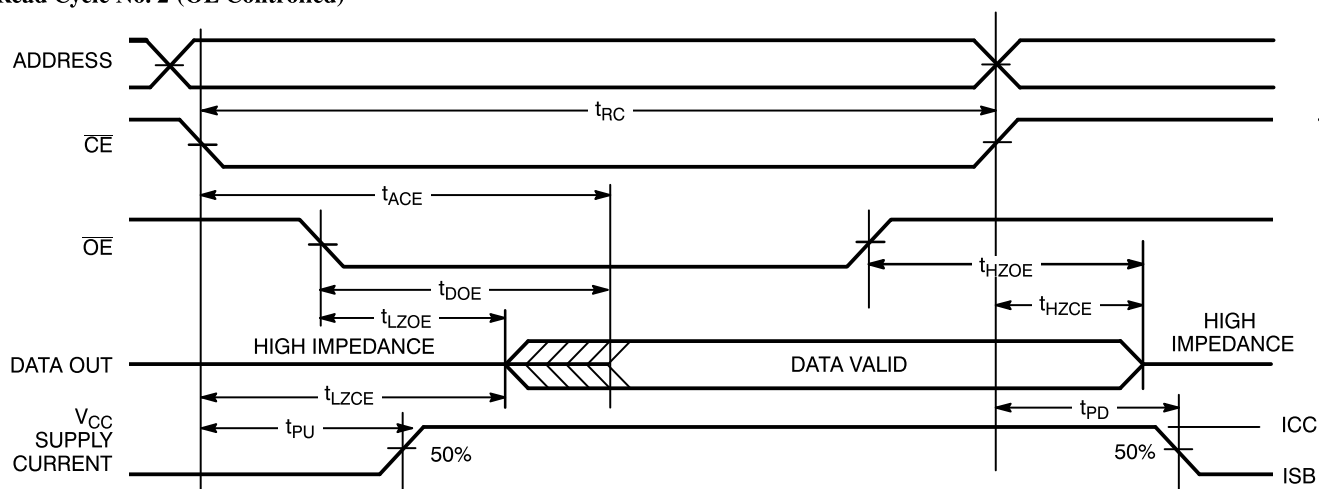 Read Cycle No. 2 (OE Controlled)
ADDRESS
tRC
CE
tACE
OE
tHZOE
tDOE
tHZCE
tLZOE
HIGH IMPEDANCE
HIGH
IMPEDANCE
DATA OUT
DATA VALID
tLZCE
VCC
SUPPLY
CURRENT
tPU
50%
tPD
50%
ICC
ISB